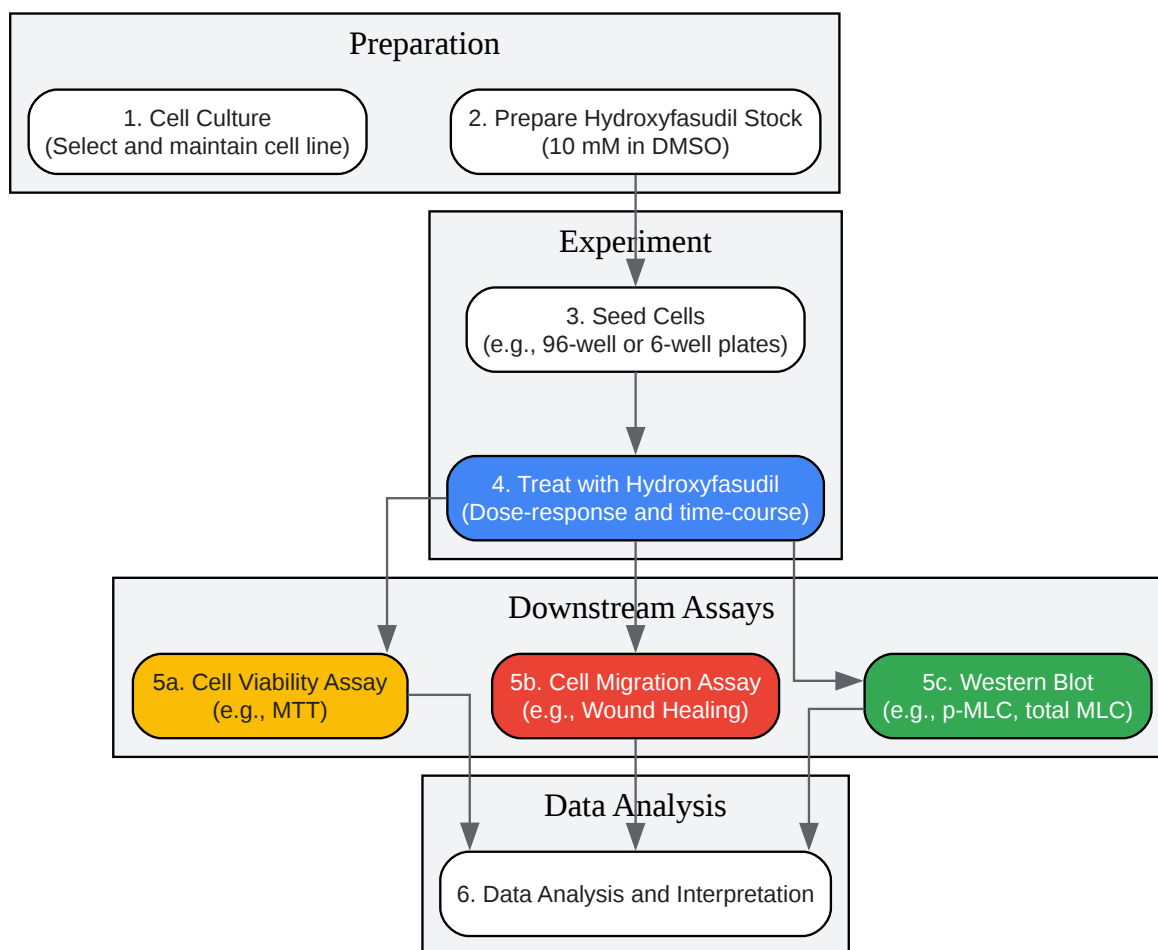 Preparation
1. Cell Culture
(Select and maintain cell line)
2. Prepare Hydroxyfasudil Stock
(10 mM in DMSO)
Experiment
3. Seed Cells
(e.g., 96-well or 6-well plates)
4. Treat with Hydroxyfasudil
(Dose-response and time-course)
Downstream Assays
5a. Cell Viability Assay
(e.g., MTT)
5b. Cell Migration Assay
(e.g., Wound Healing)
5c. Western Blot
(e.g., p-MLC, total MLC)
Data Analysis
6. Data Analysis and Interpretation